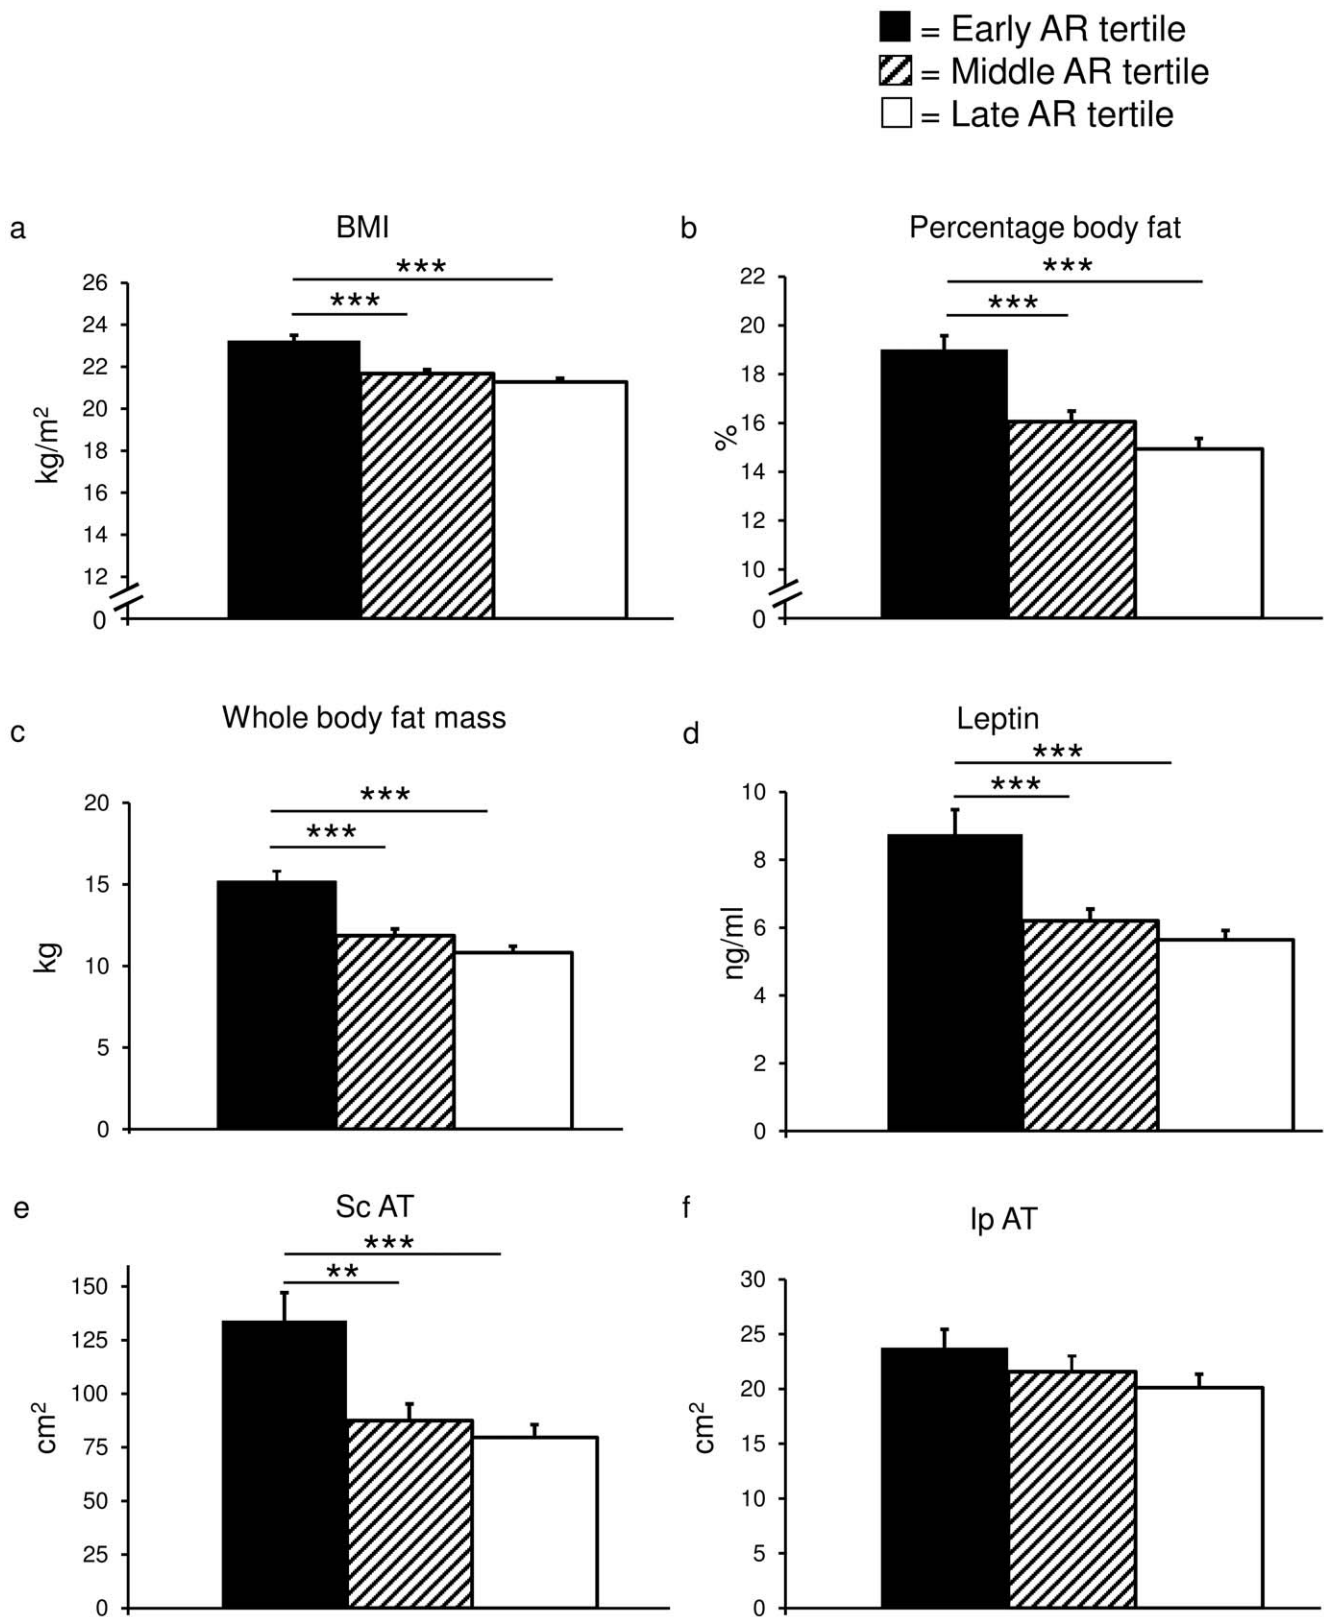 = Early AR tertile
= Middle AR tertile
= Late AR tertile
a
BMI
***
***
26
24
22
20
18
16
14
12
0
kg/m²
b
Percentage body fat
***
***
22
20
18
16
14
12
10
0
%
c
Whole body fat mass
***
***
20
15
10
5
0
kg
d
Leptin
***
***
10
8
6
4
2
0
ng/ml
e
Sc AT
***
**
150
125
100
75
50
25
0
cm²
f
Ip AT
30
25
20
15
10
5
0
cm²